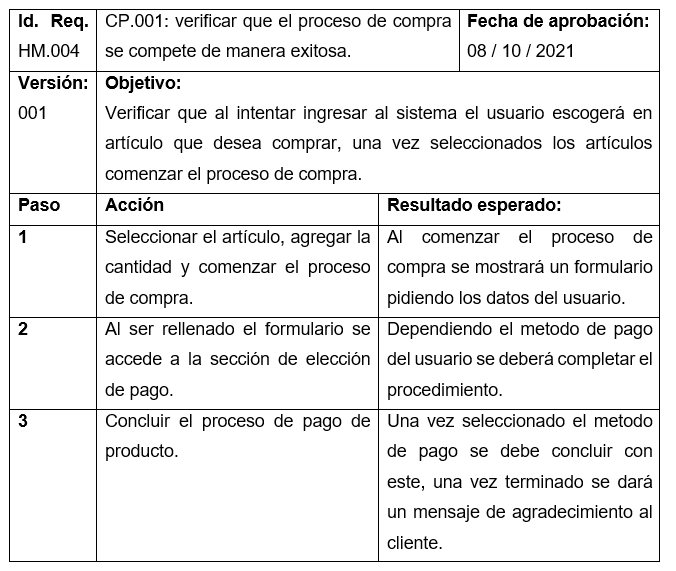 Id. Req. CP.001: verificar que el proceso de compra Fecha de aprobación:
HM.004 se compete de manera exitosa. 08 / 10 / 2021
Versión: Objetivo:
001 Verificar que al intentar ingresar al sistema el usuario escogerá en
artículo que desea comprar, una vez seleccionados los artículos
comenzar el proceso de compra.
Paso Acción Resultado esperado:
1 Seleccionar el artículo, agregar la Al comenzar el proceso de
cantidad y comenzar el proceso compra se mostrará un formulario
de compra. pidiendo los datos del usuario.
2 Al ser rellenado el formulario se Dependiendo el metodo de pago
accede a la sección de elección del usuario se deberá completar el
de pago. procedimiento.
3 Concluir el proceso de pago de Una vez seleccionado el metodo
producto. de pago se debe concluir con
este, una vez terminado se dará
un mensaje de agradecimiento al
cliente.